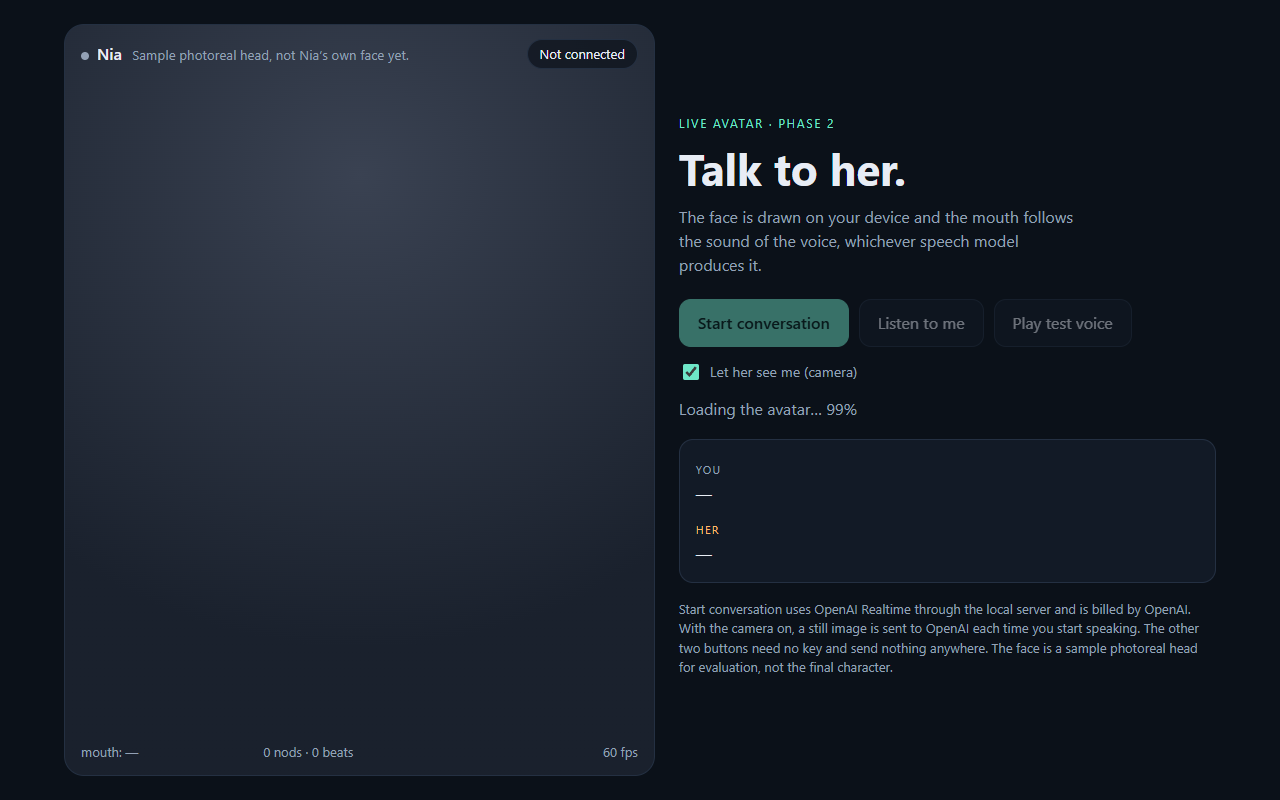 Nia Sample photoreal head, not Nia's own face yet. Not connected
LIVE AVATAR · PHASE 2
Talk to her.
The face is drawn on your device and the mouth follows
the sound of the voice, whichever speech model
produces it.
Start conversation Listen to me Play test voice
Let her see me (camera)
Loading the avatar... 99%
YOU
—
HER
—
Start conversation uses OpenAI Realtime through the local server and is billed by OpenAI.
With the camera on, a still image is sent to OpenAI each time you start speaking. The other
two buttons need no key and send nothing anywhere. The face is a sample photoreal head
for evaluation, not the final character.
mouth: — 0 nods · 0 beats 60 fps